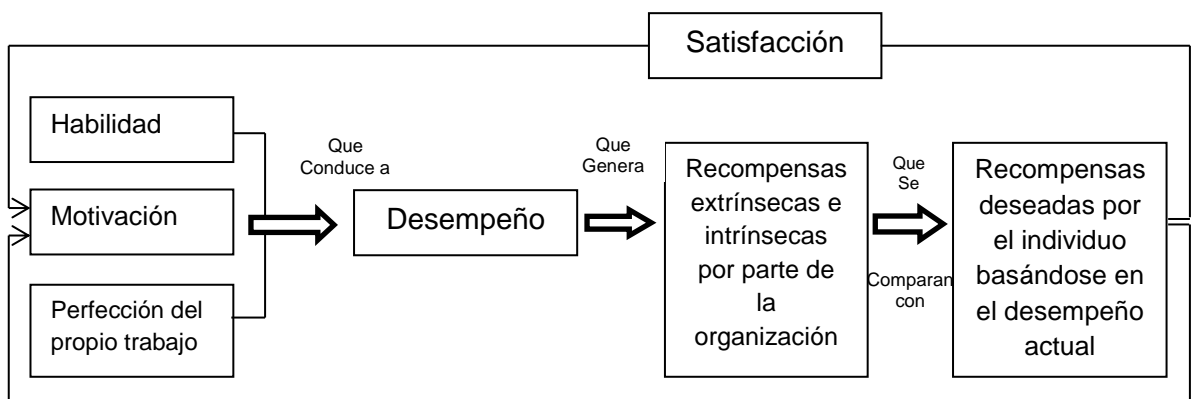 Satisfacción
Habilidad
Motivación
Perfección del
propio trabajo
Que
Conduce a
Desempeño
Que
Genera
Recompensas
extrínsecas e
intrínsecas
por parte de
la
organización
Que
Se
Comparan
con
Recompensas
deseadas por
el individuo
basándose en
el desempeño
actual